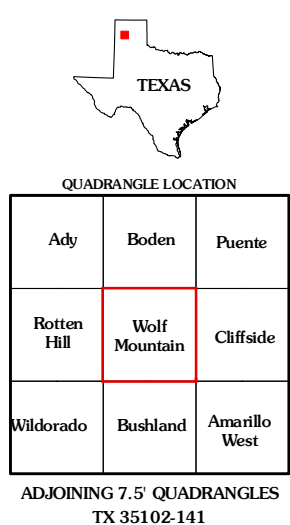 TEXAS
QUADRANGLE LOCATION
Ady
Boden
Puente
Rotten
Hill
Wolf
Mountain
Cliffside
Wildorado
Bushland
Amarillo
West
ADJOINING 7.5' QUADRANGLES
TX 35102-141